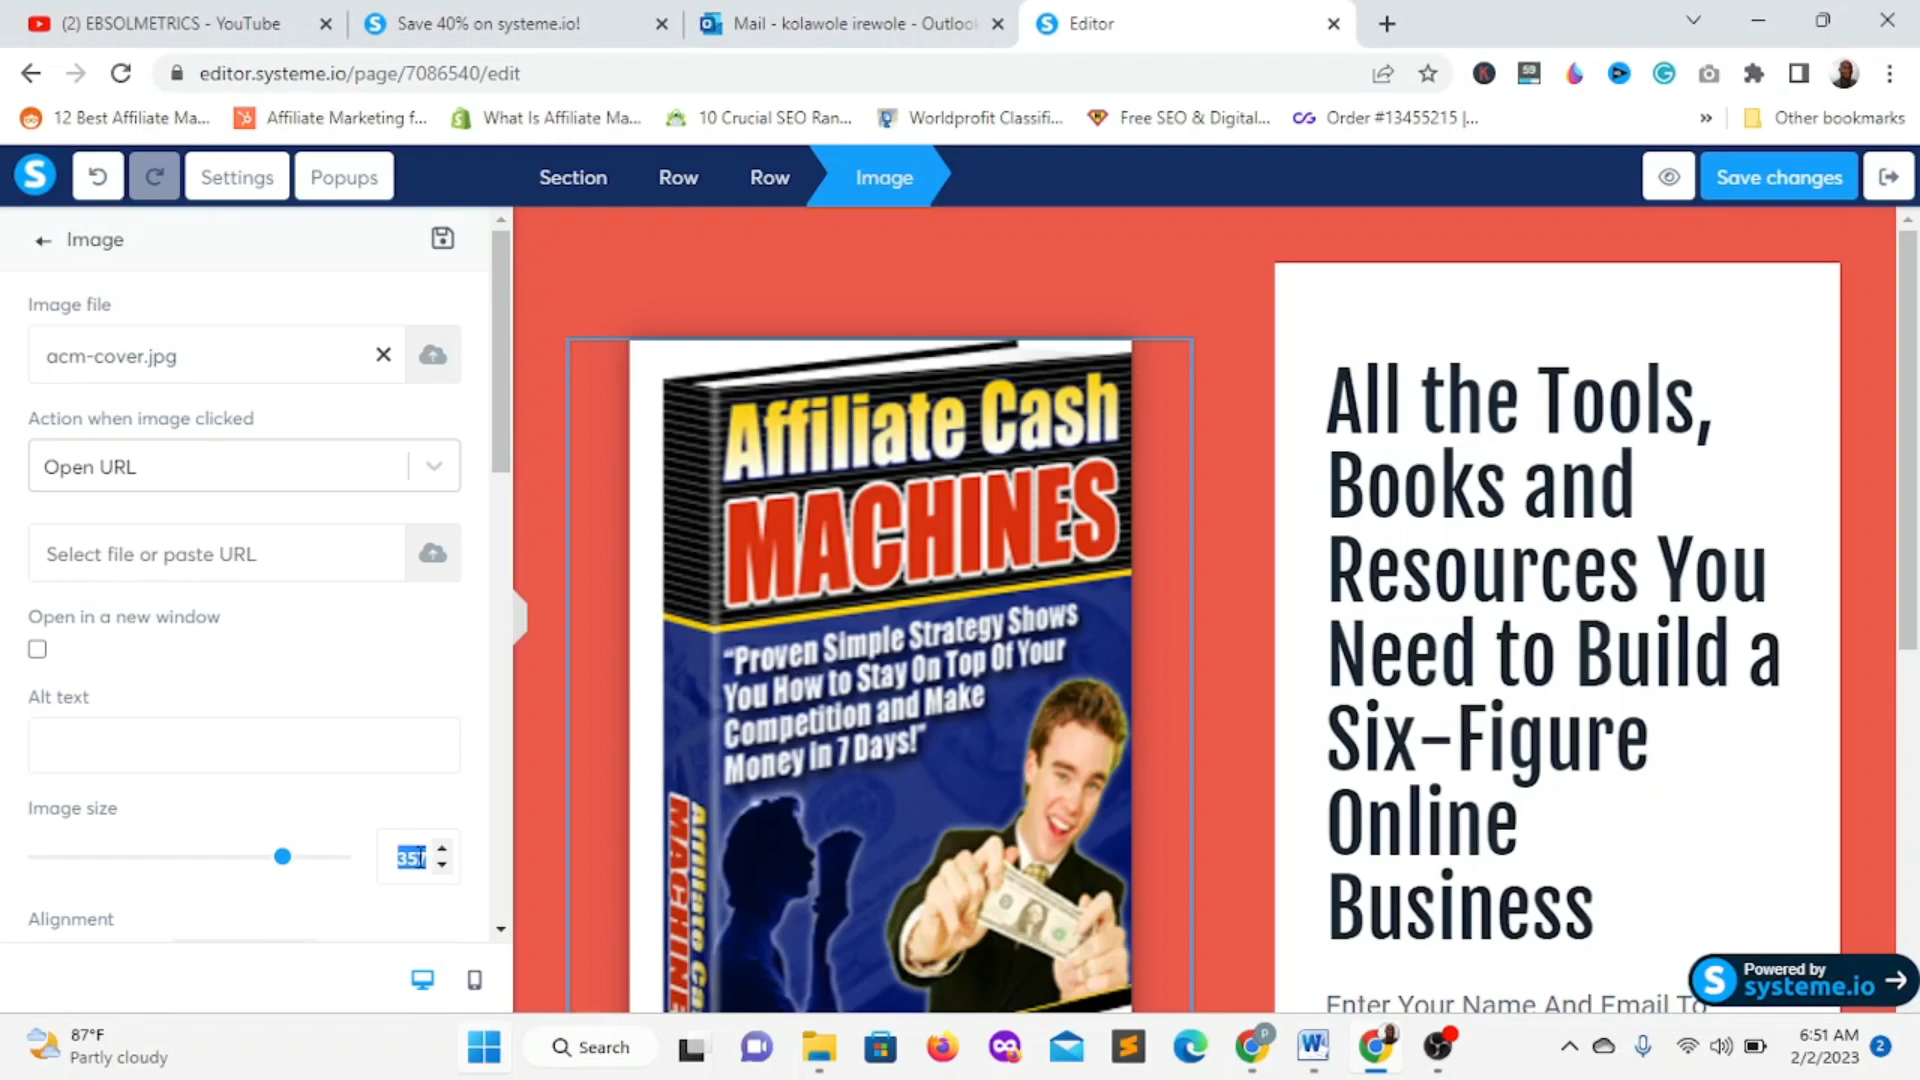 (2) EBSOLMETRICS - YouTube
Save 40% on systeme.io!
Mail - kolawole irewole - Outlook
Editor
editor.systeme.io/page/7086540/edit
59
12 Best Affiliate Ma...
Affiliate Marketing f...
What Is Affiliate Ma...
10 Crucial SEO Ran...
Worldprofit Classifi...
Free SEO & Digital...
Order #13455215 |...
Other bookmarks
Settings
Popups
Section
Row
Row
Image
Save changes
Image
Image file
acm-cover.jpg
Action when image clicked
Open URL
Select file or paste URL
Open in a new window
Alt text
Image size
Alignment
Affiliate Cash
MACHINES
"Proven Simple Strategy Shows
You How to Stay On Top Of Your
Competition and Make
Money in 7 Days!"
Affiliate Ca
MACHINE
All the Tools,
Books and
Resources You
Need to Build a
Six-Figure
Online
Business
Enter Your Name And Email To
Powered by
systeme.io
87°F
Partly cloudy
Search
6:51 AM
2/2/2023
2